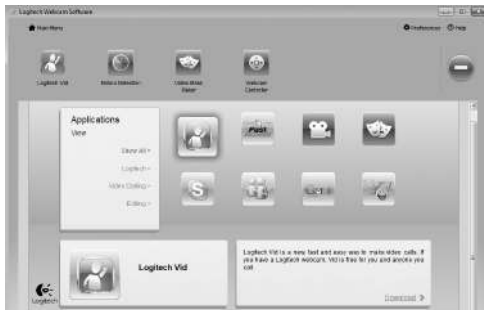 Logitech Webcam Software
Main Menu
Preferences
Help
Logitech Vid
Motion Detection
Video Mask
Maker
Webcam
Controller
Applications
View
Show All
Logitech
Video Calling
Editing
Logitech Vid
Logitech Vid is a new fast and easy way to make video calls. If
you have a Logitech webcam, Vid is free for you and anyone you
call.
Download
Logitech